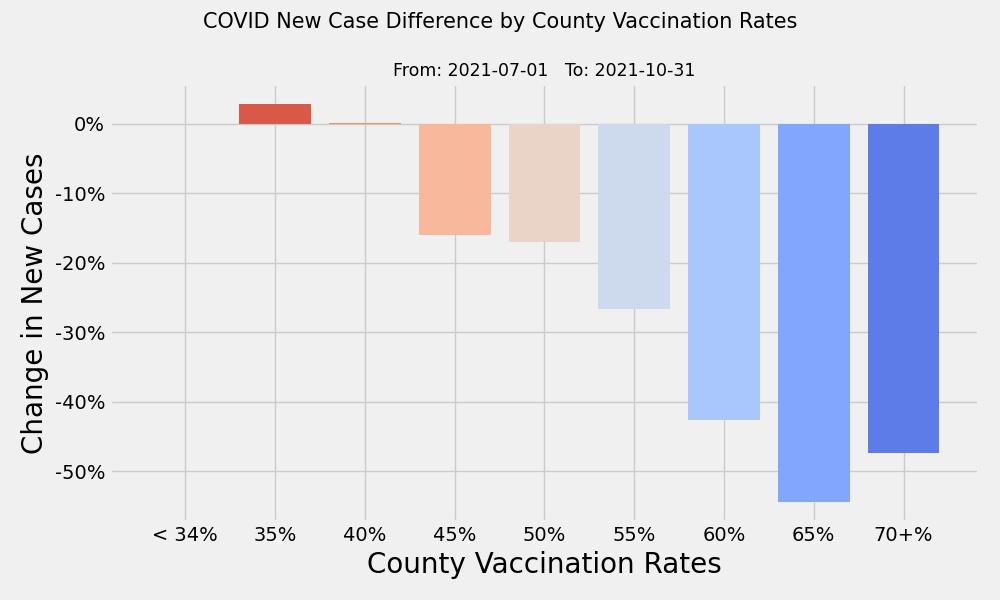 COVID New Case Difference by County Vaccination Rates
From: 2021-07-01   To: 2021-10-31
Change in New Cases
0%
-10%
-20%
-30%
-40%
-50%
< 34% 35% 40% 45% 50% 55% 60% 65% 70+%
County Vaccination Rates